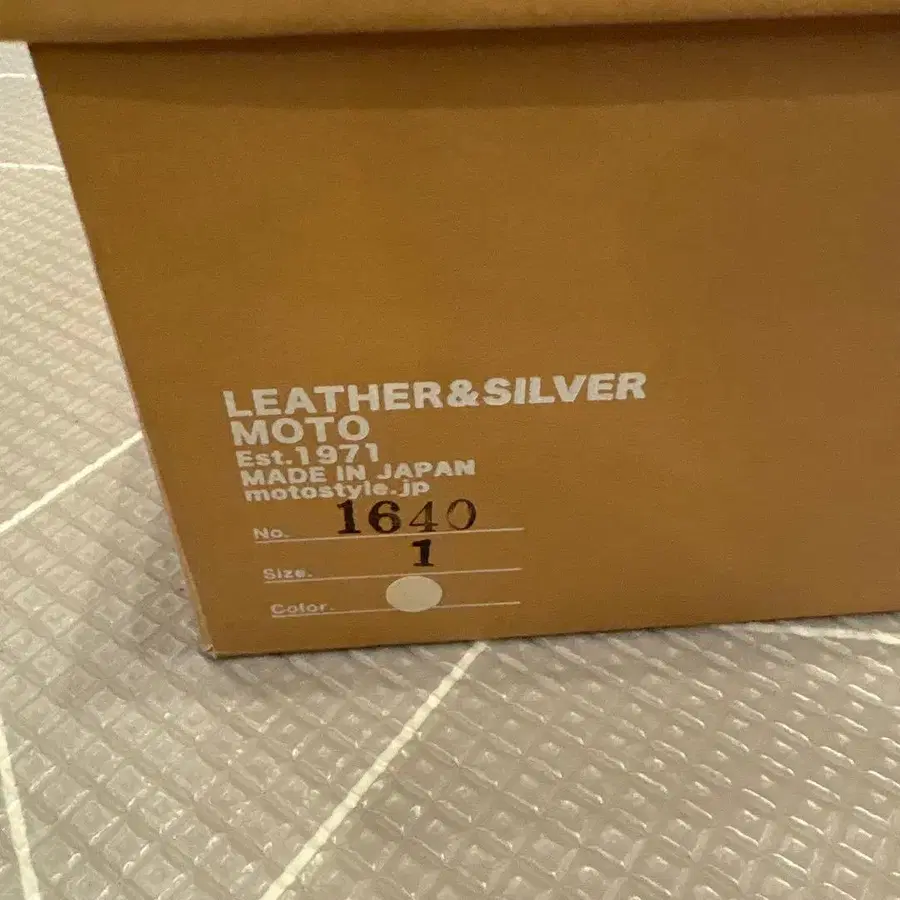 LEATHER&SILVER
MOTO
Est.1971
MADE IN JAPAN
motostyle.jp
No. 1640
Size. 1
Color.